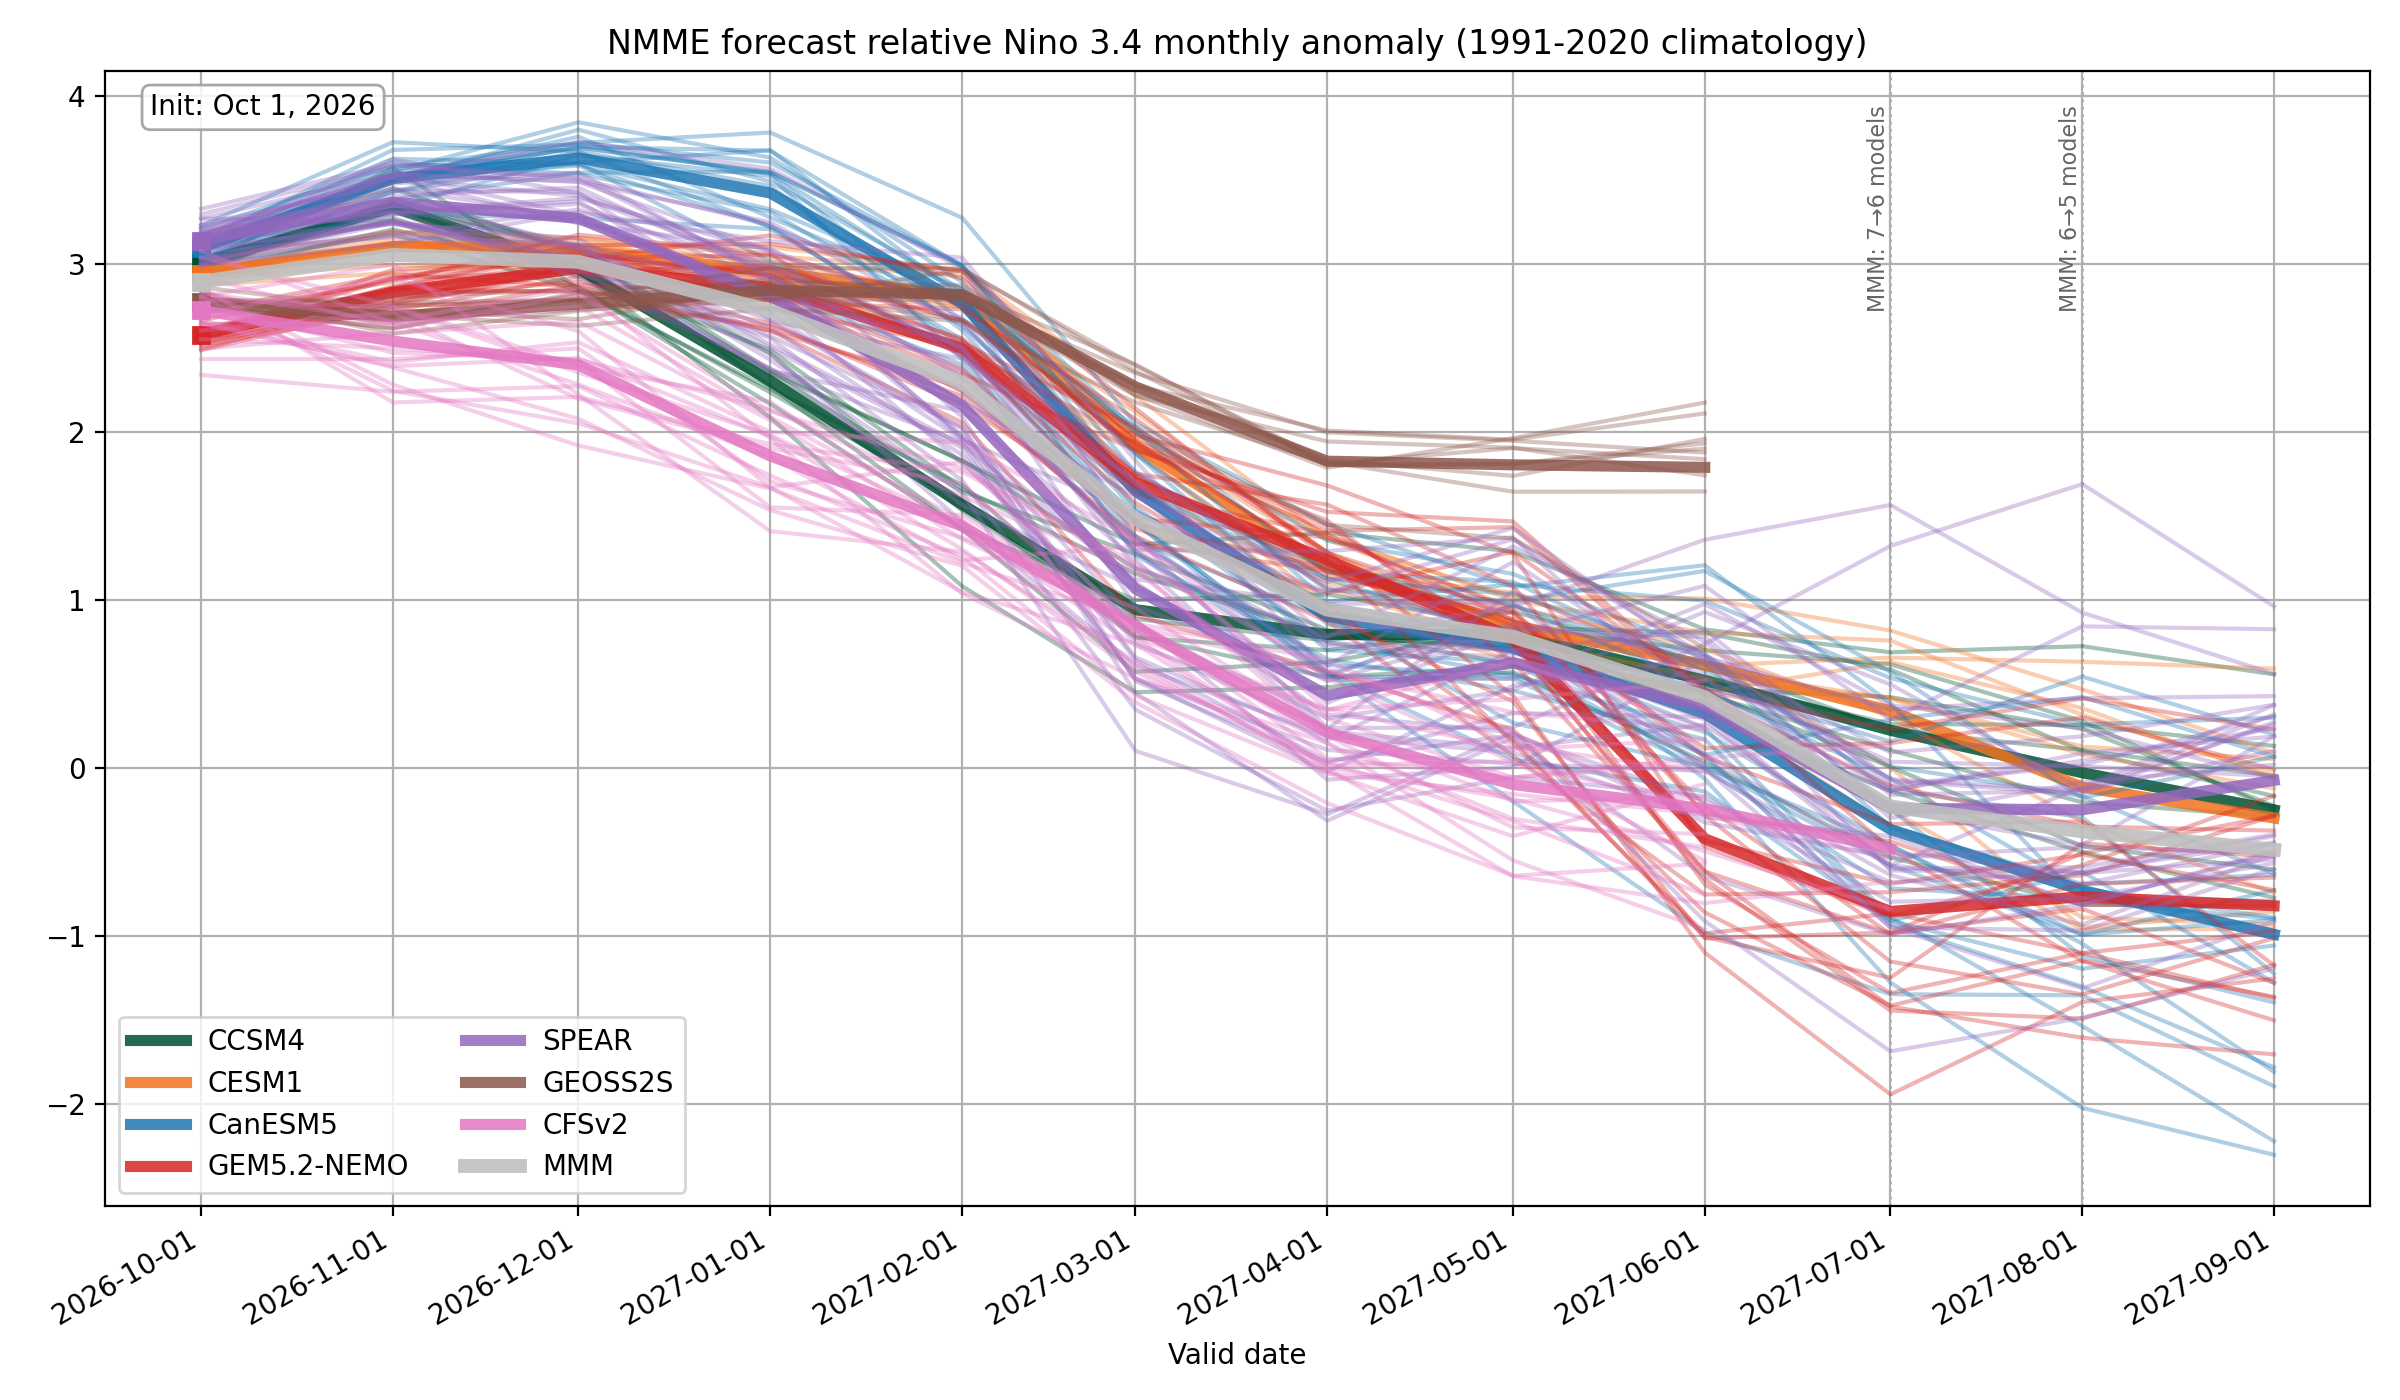 NMME forecast relative Nino 3.4 monthly anomaly (1991-2020 climatology)
Init: Oct 1, 2026
4
3
2
1
0
−1
−2
MMM: 7→6 models
MMM: 6→5 models
CCSM4
CESM1
CanESM5
GEM5.2-NEMO
SPEAR
GEOSS2S
CFSv2
MMM
2026-10-01
2026-11-01
2026-12-01
2027-01-01
2027-02-01
2027-03-01
2027-04-01
2027-05-01
2027-06-01
2027-07-01
2027-08-01
2027-09-01
Valid date